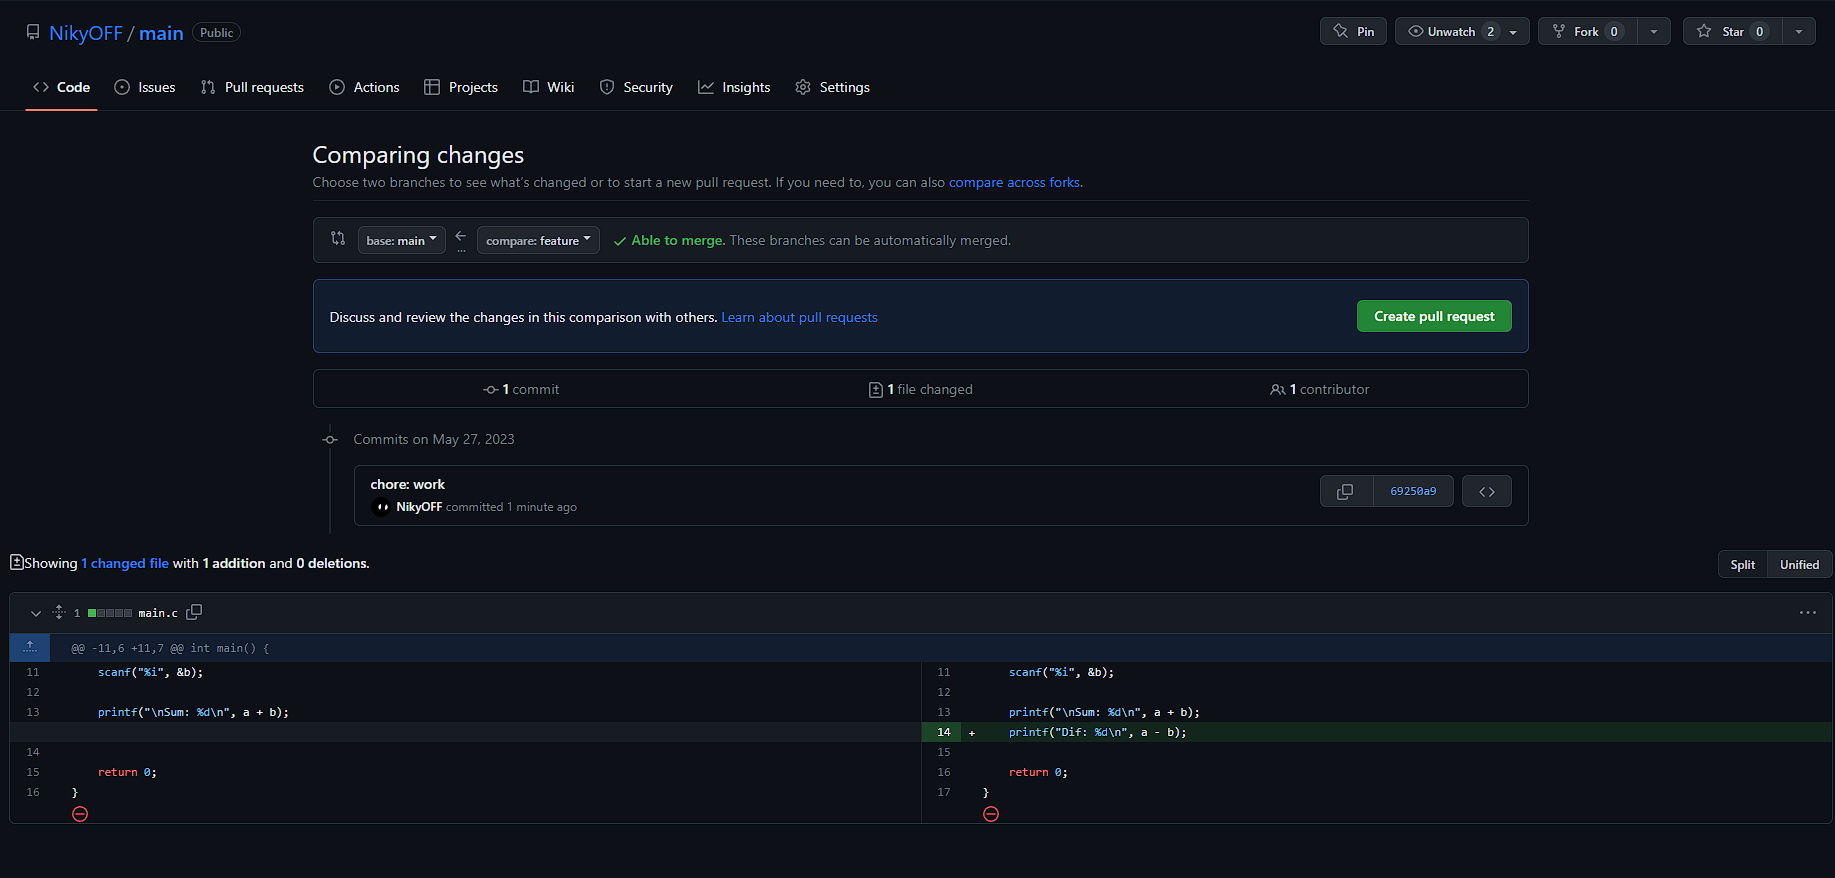 NikyOFF / main Public
Pin Unwatch 2 Fork 0 Star 0
Code Issues Pull requests Actions Projects Wiki Security Insights Settings
Comparing changes
Choose two branches to see what's changed or to start a new pull request. If you need to, you can also compare across forks.
base: main ... compare: feature Able to merge. These branches can be automatically merged.
Discuss and review the changes in this comparison with others. Learn about pull requests Create pull request
1 commit 1 file changed 1 contributor
Commits on May 27, 2023
chore: work
NikyOFF committed 1 minute ago 69250a9
Showing 1 changed file with 1 addition and 0 deletions. Split Unified
1 main.c
@@ -11,6 +11,7 @@ int main() {
11 scanf("%i", &b); 11 scanf("%i", &b);
12 12
13 printf("\nSum: %d\n", a + b); 13 printf("\nSum: %d\n", a + b);
14 + printf("Dif: %d\n", a - b);
14 15
15 return 0; 16 return 0;
16 } 17 }